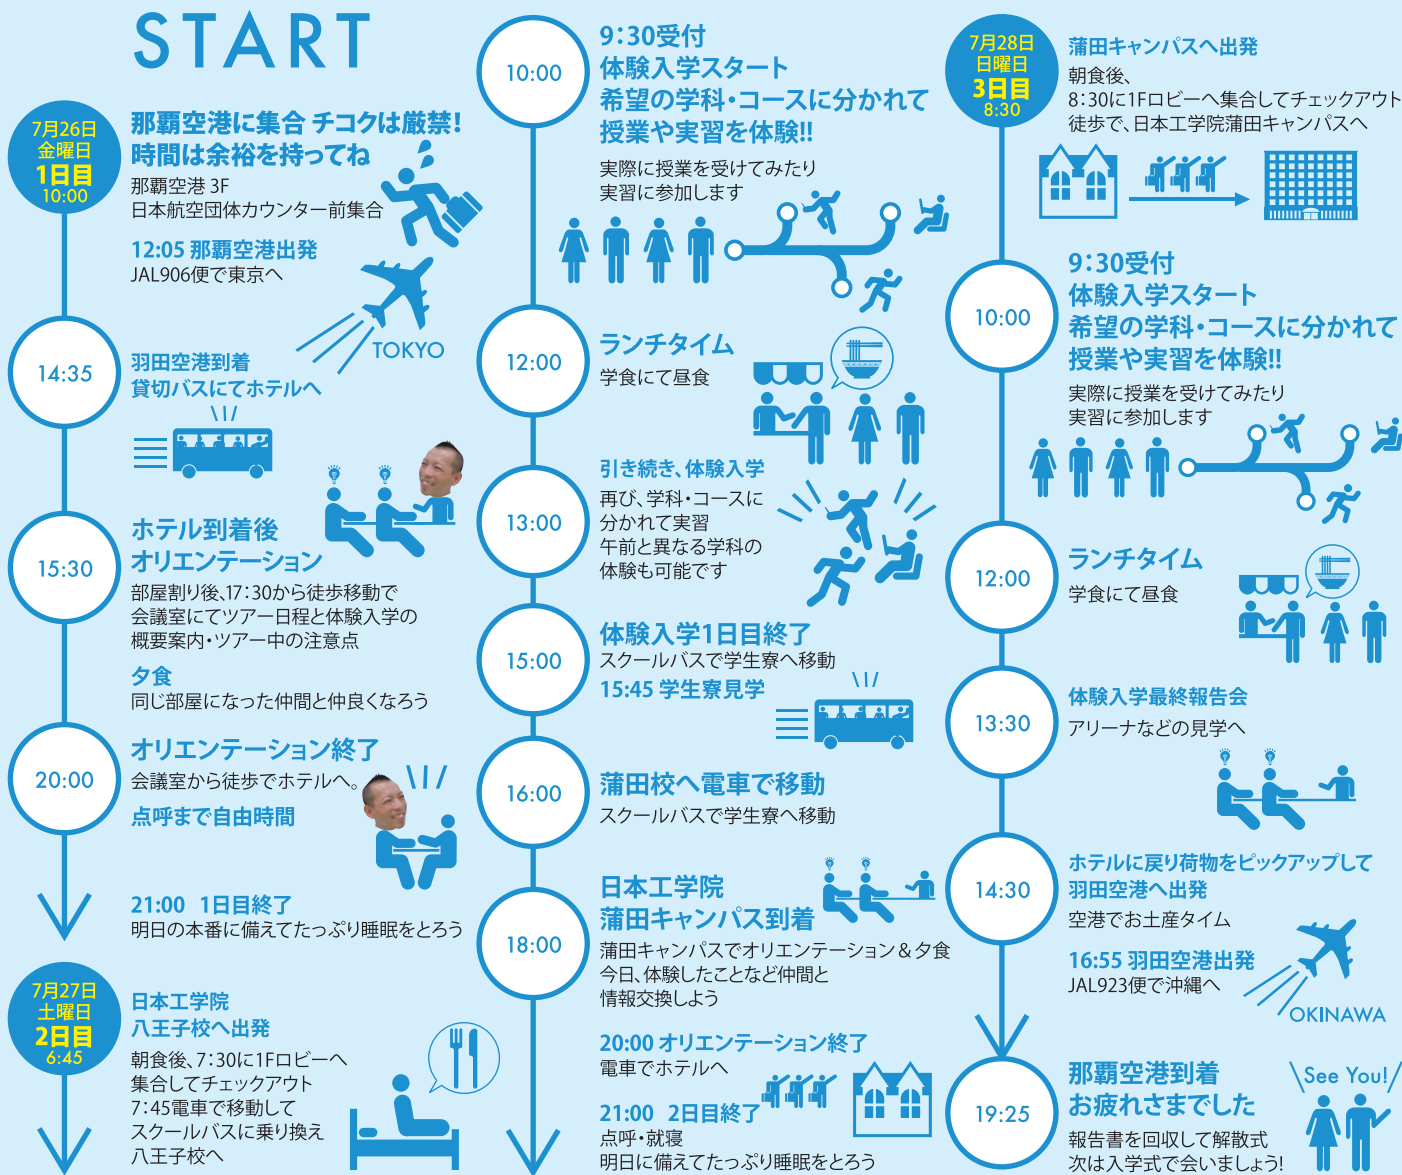 START
7月26日
金曜日
1日目
10:00
那覇空港に集合 チコクは厳禁!
時間は余裕を持ってね
那覇空港 3F
日本航空団体カウンター前集合
12:05 那覇空港出発
JAL906便で東京へ
TOKYO
14:35
羽田空港到着
貸切バスにてホテルへ
15:30
ホテル到着後
オリエンテーション
部屋割り後、17:30から徒歩移動で
会議室にてツアー日程と体験入学の
概要案内・ツアー中の注意点
夕食
同じ部屋になった仲間と仲良くなろう
20:00
オリエンテーション終了
会議室から徒歩でホテルへ。
点呼まで自由時間
21:00 1日目終了
明日の本番に備えてたっぷり睡眠をとろう
7月27日
土曜日
2日目
6:45
日本工学院
八王子校へ出発
朝食後、7:30に1Fロビーへ
集合してチェックアウト
7:45電車で移動して
スクールバスに乗り換え
八王子校へ
10:00
9:30受付
体験入学スタート
希望の学科・コースに分かれて
授業や実習を体験!!
実際に授業を受けてみたり
実習に参加します
12:00
ランチタイム
学食にて昼食
13:00
引き続き、体験入学
再び、学科・コースに
分かれて実習
午前と異なる学科の
体験も可能です
15:00
体験入学1日目終了
スクールバスで学生寮へ移動
15:45 学生寮見学
16:00
蒲田校へ電車で移動
スクールバスで学生寮へ移動
18:00
日本工学院
蒲田キャンパス到着
蒲田キャンパスでオリエンテーション＆夕食
今日、体験したことなど仲間と
情報交換しよう
20:00 オリエンテーション終了
電車でホテルへ
21:00 2日目終了
点呼・就寝
明日に備えてたっぷり睡眠をとろう
7月28日
日曜日
3日目
8:30
蒲田キャンパスへ出発
朝食後、
8:30に1Fロビーへ集合してチェックアウト
徒歩で、日本工学院蒲田キャンパスへ
10:00
9:30受付
体験入学スタート
希望の学科・コースに分かれて
授業や実習を体験!!
実際に授業を受けてみたり
実習に参加します
12:00
ランチタイム
学食にて昼食
13:30
体験入学最終報告会
アリーナなどの見学へ
14:30
ホテルに戻り荷物をピックアップして
羽田空港へ出発
空港でお土産タイム
16:55 羽田空港出発
JAL923便で沖縄へ
OKINAWA
19:25
那覇空港到着
お疲れさまでした
報告書を回収して解散式
次は入学式で会いましょう!
See You!